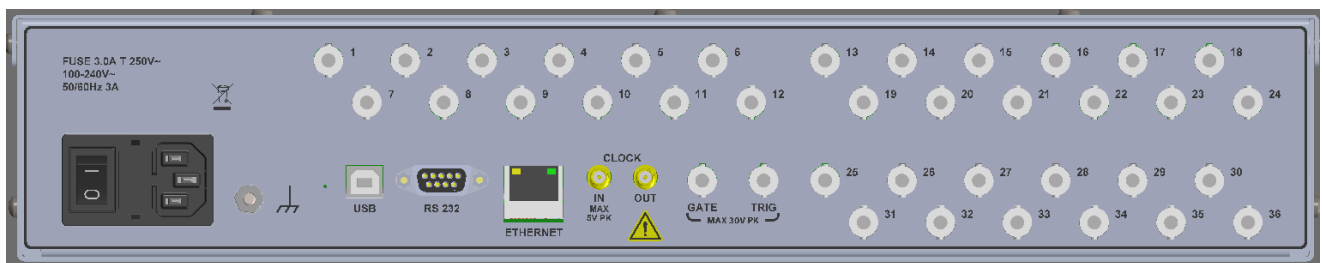 FUSE 3.0A T 250V~
100-240V~
50/60Hz 3A
1 2 3 4 5 6 13 14 15 16 17 18
7 8 9 10 11 12 19 20 21 22 23 24
CLOCK
25 26 27 28 29 30
USB
RS 232
ETHERNET
IN
MAX
5V PK
OUT
GATE TRIG
MAX 30V PK
31 32 33 34 35 36